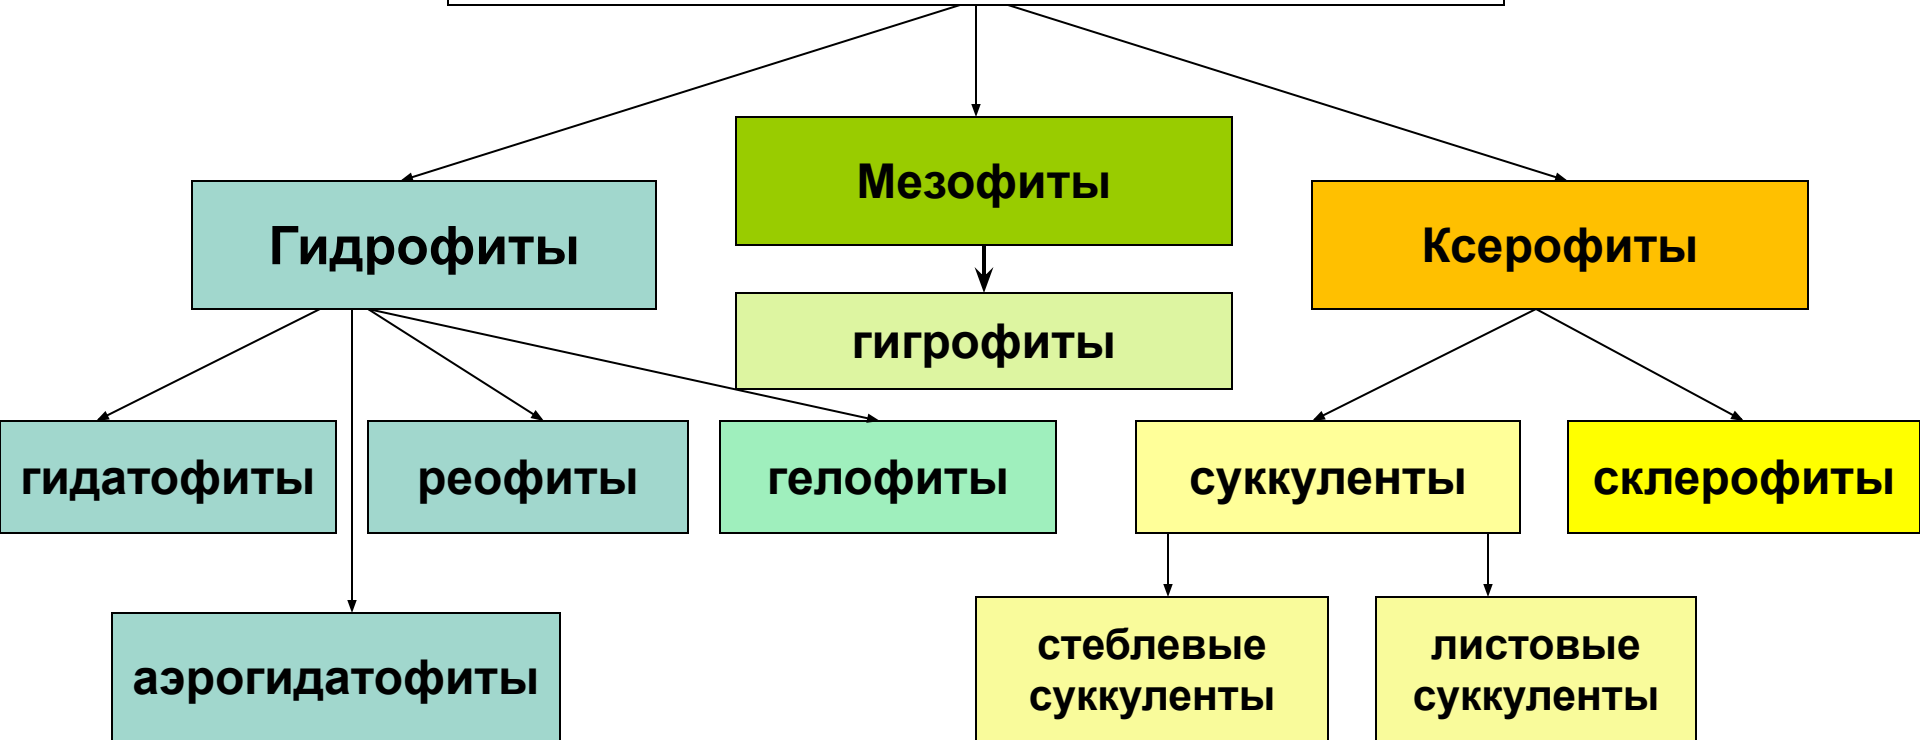 Мезофиты
Гидрофиты
Ксерофиты
гигрофиты
гидатофиты
реофиты
гелофиты
суккуленты
склерофиты
аэрогидатофиты
стеблевые
суккуленты
листовые
суккуленты